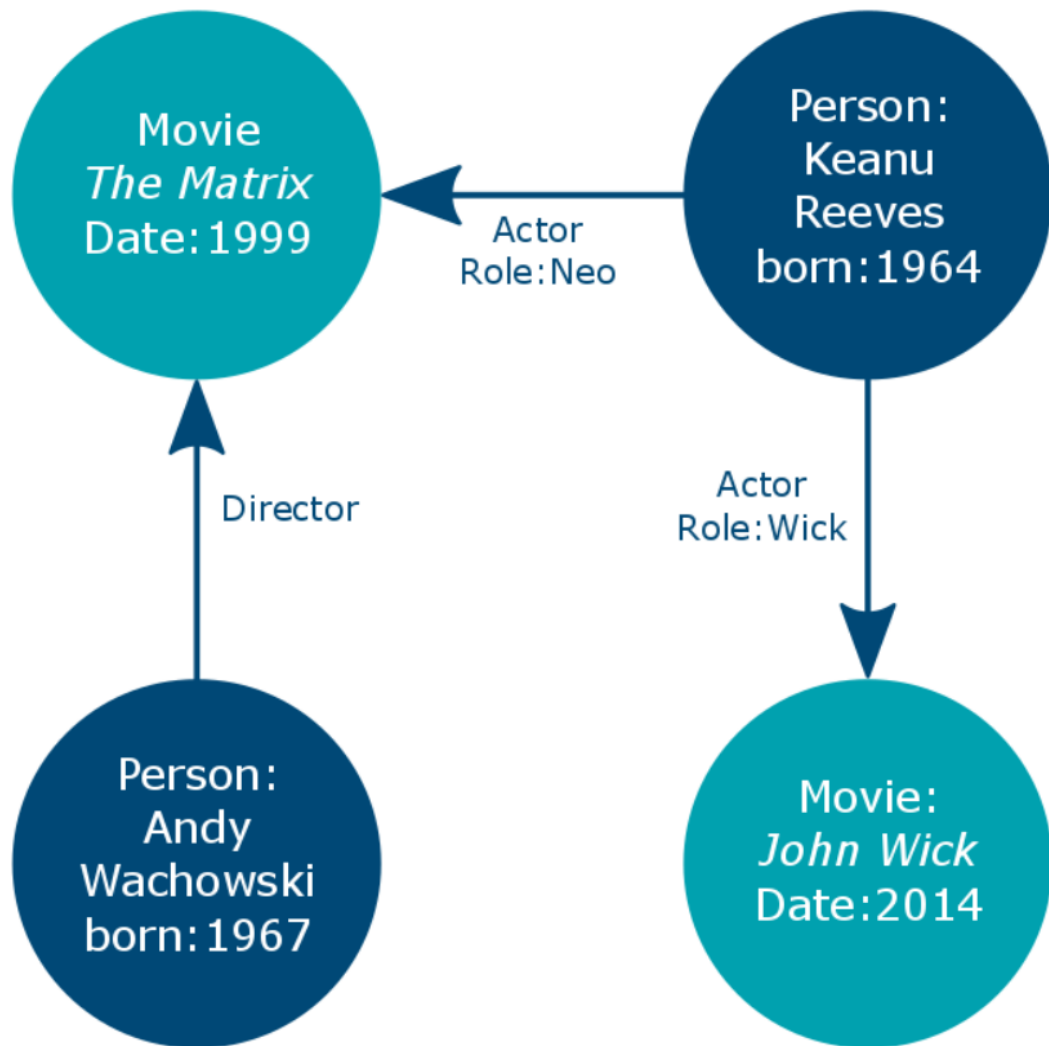 Movie
The Matrix
Date:1999
Person:
Keanu
Reeves
born:1964
Actor
Role:Neo
Director
Actor
Role:Wick
Person:
Andy
Wachowski
born:1967
Movie:
John Wick
Date:2014